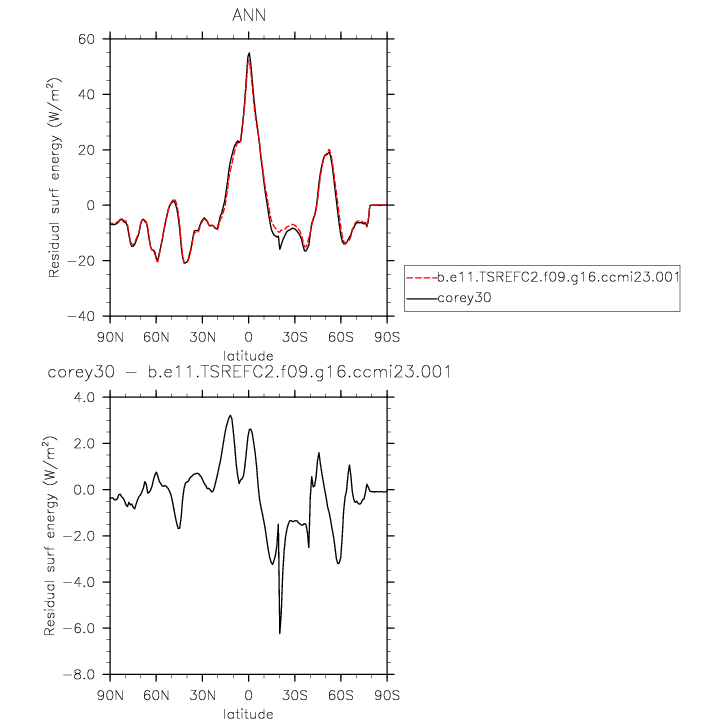 ANN
60
40
20
0
−20
−40
Residual surf energy (W/m²)
90N 60N 30N 0 30S 60S 90S
latitude
b.e11.TSREFC2.f09.g16.ccmi23.001
corey30
corey30 − b.e11.TSREFC2.f09.g16.ccmi23.001
4.0
2.0
0.0
−2.0
−4.0
−6.0
−8.0
Residual surf energy (W/m²)
90N 60N 30N 0 30S 60S 90S
latitude